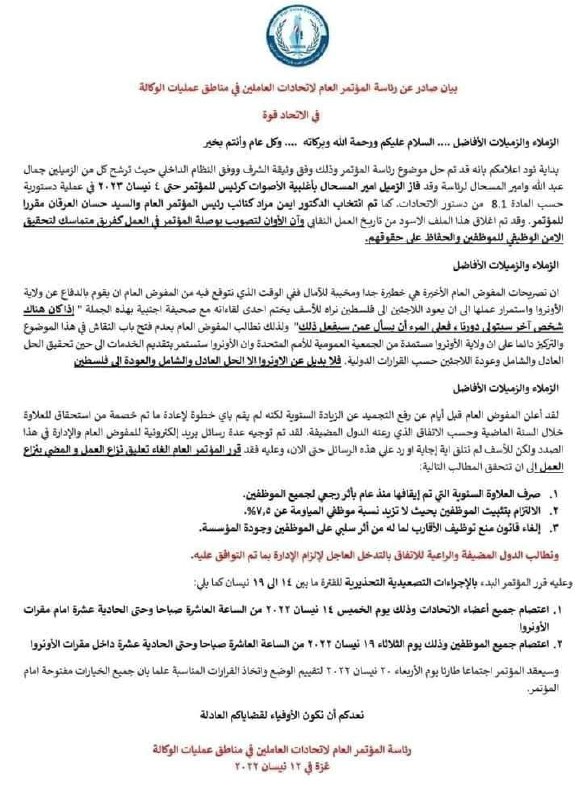 بيان صادر عن رئاسة المؤتمر العام لاتحادات العاملين في مناطق عمليات الوكالة
في الاتحاد قوة
الزملاء والزميلات الأفاضل .... السلام عليكم ورحمة الله وبركاته .... وكل عام وأنتم بخير
بداية نود اعلامكم بانه قد تم حل موضوع رئاسة المؤتمر وذلك وفق وثيقة الشرف ووفق النظام الداخلي حيث ترشح كل من الزميلين جمال
عبد الله وامير المسحال لرئاسة وقد فاز الزميل امير المسحال بأغلبية الأصوات كرئيس للمؤتمر حتى ٤ نيسان ٢٠٢٣ في عملية دستورية
حسب المادة 8.1 من دستور الاتحادات. كما تم انتخاب الدكتور ايمن مراد كنائب رئيس المؤتمر العام والسيد حسان العرقان مقررا
للمؤتمر. وقد تم اغلاق هذا الملف الاسود من تاريخ العمل النقابي وآن الأوان لتصويب بوصلة المؤتمر في العمل كفريق متماسك لتحقيق
الامن الوظيفي للموظفين والحفاظ على حقوقهم.
الزملاء والزميلات الأفاضل
ان تصريحات المفوض العام الأخيرة هي خطيرة جدا ومخيبة للآمال ففي الوقت الذي نتوقع فيه من المفوض العام ان يقوم بالدفاع عن ولاية
الأونروا واستمرار عملها الى ان يعود اللاجئين الى فلسطين نراه للأسف يختم احدى لقاءاته مع صحيفة اجنبية بهذه الجملة " إذا كان هناك
شخص آخر سيتولى دورنا ، فعلى المرء أن يسأل عمن سيفعل ذلك" ولذلك نطالب المفوض العام بعدم فتح باب النقاش في هذا الموضوع
والتركيز دائما على ان ولاية الأونروا مستمدة من الجمعية العمومية للأمم المتحدة وان الأونروا ستستمر بتقديم الخدمات الى حين تحقيق الحل
العادل والشامل وعودة اللاجئين حسب القرارات الدولية. فلا بديل عن الاونروا الا الحل العادل والشامل والعودة الى فلسطين
الزملاء والزميلات الأفاضل
لقد أعلن المفوض العام قبل أيام عن رفع التجميد عن الزيادة السنوية لكنه لم يقم باي خطوة لإعادة ما تم خصمة من استحقاق للعلاوة
خلال السنة الماضية وحسب الاتفاق الذي رعته الدول المضيفة. لقد تم توجيه عدة رسائل بريد إلكترونية للمفوض العام والإدارة في هذا
الصدد ولكن للأسف لم نتلق اية إجابة او رد على هذه الرسائل حتى الان، وعليه فقد قرر المؤتمر العام الغاء تعليق نزاع العمل و المضي بنزاع
العمل إلى ان تتحقق المطالب التالية:
١. صرف العلاوة السنوية التي تم إيقافها منذ عام بأثر رجعي لجميع الموظفين.
٢. الالتزام بتثبيت الموظفين بحيث لا تزيد نسبة موظفي المياومة عن ٧,٥%.
٣. إلغاء قانون منع توظيف الأقارب لما له من أثر سلبي على الموظفين وجودة المؤسسة.
ونطالب الدول المضيفة والراعية للاتفاق بالتدخل العاجل لإلزام الإدارة بما تم التوافق عليه.
وعليه قرر المؤتمر البدء بالإجراءات التصعيدية التحذيرية للفترة ما بين ١٤ الى ١٩ نيسان كما يلي:
١. اعتصام جميع أعضاء الاتحادات وذلك يوم الخميس ١٤ نيسان ٢٠٢٢ من الساعة العاشرة صباحا وحتى الحادية عشرة امام مقرات
الأونروا
٢. اعتصام جميع الموظفين وذلك يوم الثلاثاء ١٩ نيسان ٢٠٢٢ من الساعة العاشرة صباحا وحتى الحادية عشرة داخل مقرات الأونروا
وسيعقد المؤتمر اجتماعا طارئا يوم الأربعاء ٢٠ نيسان ٢٠٢٢ لتقييم الوضع واتخاذ القرارات المناسبة علما بان جميع الخيارات مفتوحة امام
المؤتمر.
نعدكم أن نكون الأوفياء لقضاياكم العادلة
رئاسة المؤتمر العام لاتحادات العاملين في مناطق عمليات الوكالة
غزة في ١٢ نيسان ٢٠٢٢